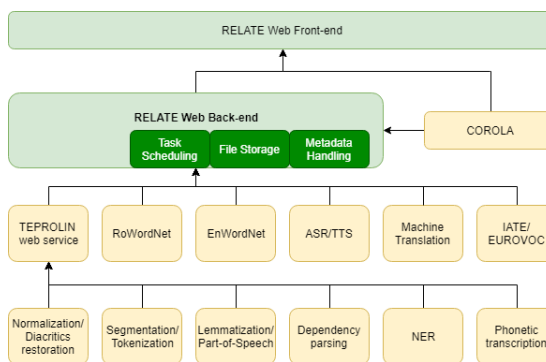 RELATE Web Front-end
RELATE Web Back-end
Task
Scheduling
File Storage
Metadata
Handling
COROLA
TEPROLIN
web service
RoWordNet
EnWordNet
ASR/TTS
Machine
Translation
IATE/
EUROVOC
Normalization/
Diacritics
restoration
Segmentation/
Tokenization
Lemmatization/
Part-of-Speech
Dependency
parsing
NER
Phonetic
transcription